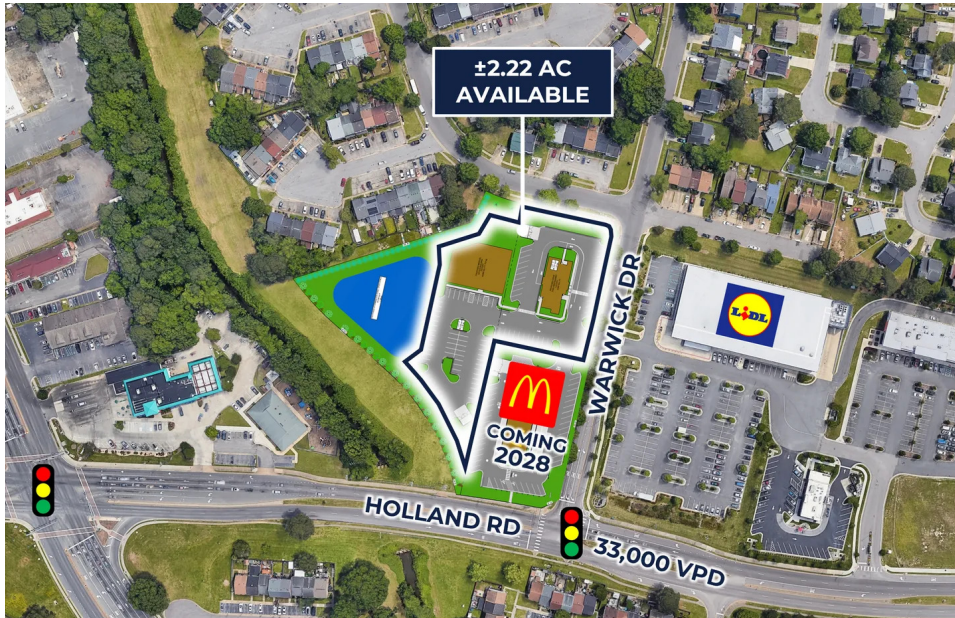 ±2.22 AC
AVAILABLE
WARWICK DR
LIDL
COMING
2028
HOLLAND RD
33,000 VPD